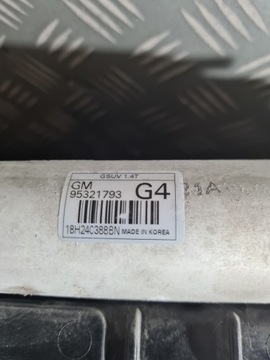 GSUV 1.4T
GM
95321793
G4
18H24C388BN MADE IN KOREA